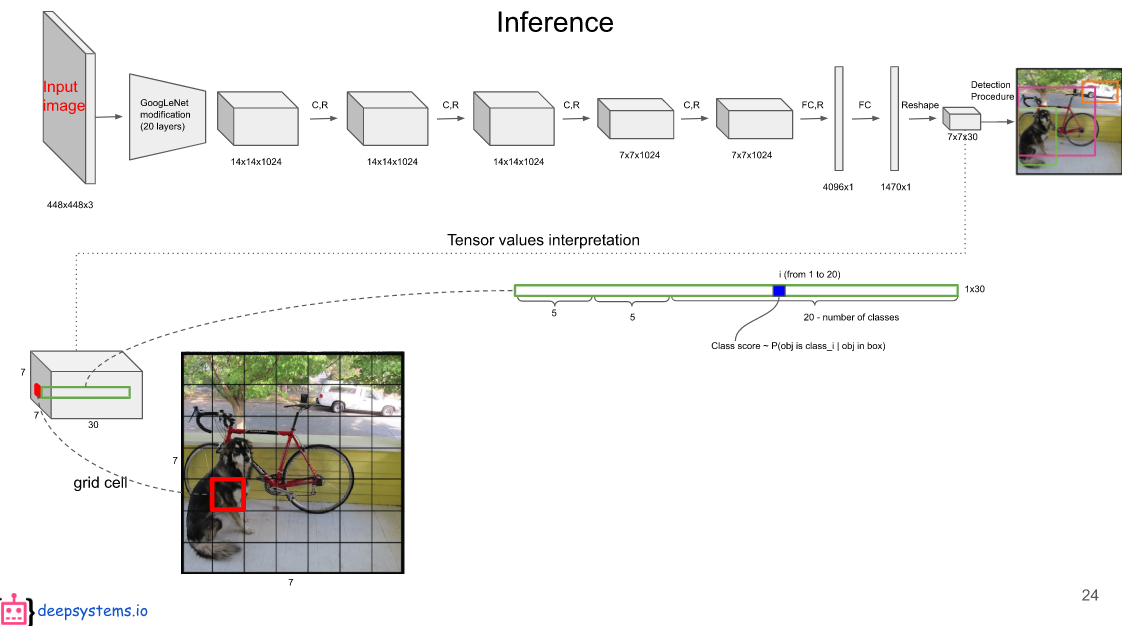 Inference
Input
image
448x448x3
GoogLeNet
modification
(20 layers)
14x14x1024
C,R
14x14x1024
C,R
14x14x1024
C,R
7x7x1024
C,R
7x7x1024
FC,R
4096x1
FC
1470x1
Reshape
7x7x30
Detection
Procedure
Tensor values interpretation
i (from 1 to 20)
1x30
5
5
20 - number of classes
Class score ~ P(obj is class_i | obj in box)
7
7
30
grid cell
7
7
deepsystems.io
24